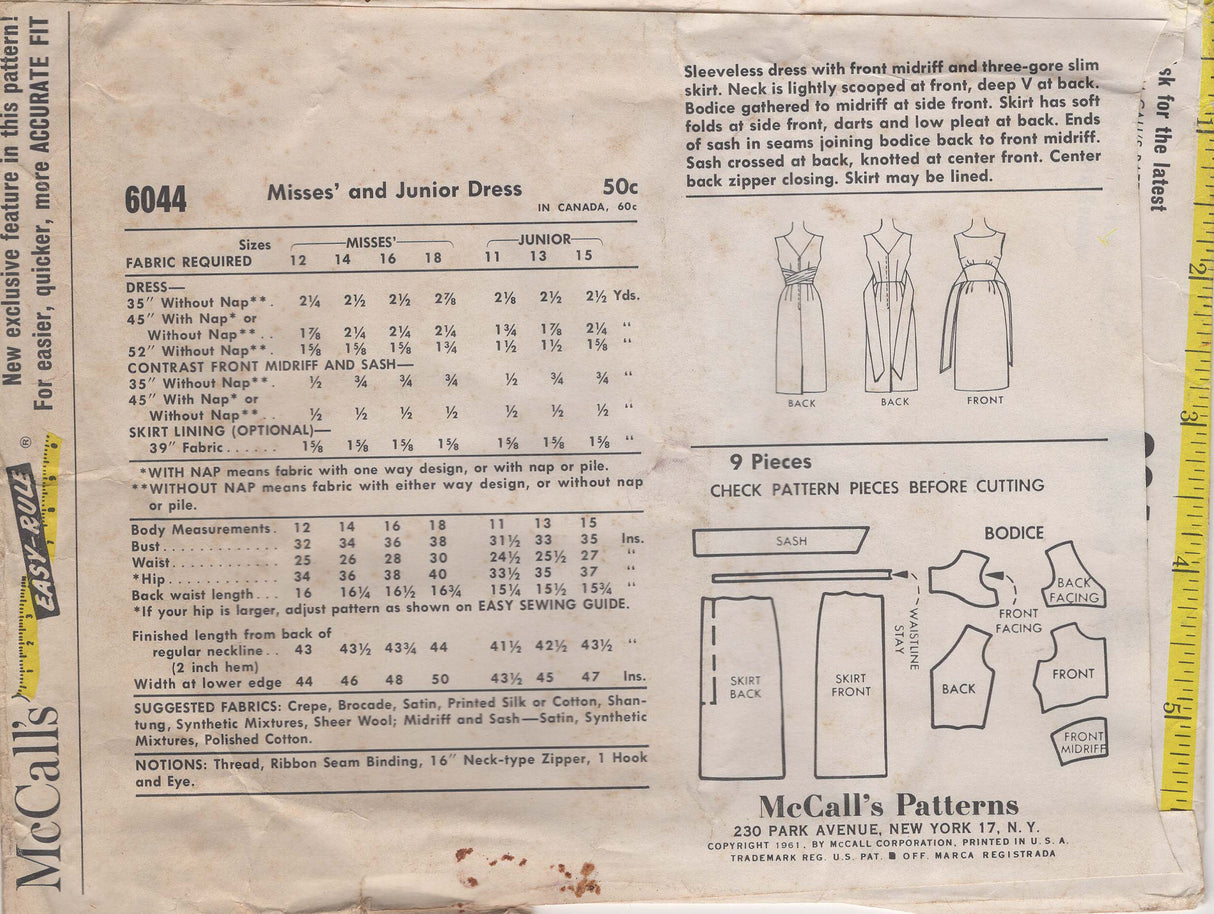 New exclusive feature in this pattern!
For easier, quicker, more ACCURATE FIT
EASY-RULE ®
McCall's
6044 Misses' and Junior Dress 50c
IN CANADA, 60c
Sizes MISSES' JUNIOR
FABRIC REQUIRED 12 14 16 18 11 13 15
DRESS—
35" Without Nap**. 2¼ 2½ 2½ 2⅞ 2⅛ 2½ 2½ Yds.
45" With Nap* or
Without Nap**.. 1⅞ 2¼ 2¼ 2¼ 1¾ 1⅞ 2¼ "
52" Without Nap**. 1⅝ 1⅝ 1⅝ 1¾ 1½ 1½ 1⅝ "
CONTRAST FRONT MIDRIFF AND SASH—
35" Without Nap**. ½ ¾ ¾ ¾ ½ ¾ ¾ "
45" With Nap* or
Without Nap**.. ½ ½ ½ ½ ½ ½ ½ "
SKIRT LINING (OPTIONAL)—
39" Fabric...... 1⅝ 1⅝ 1⅝ 1⅝ 1⅝ 1⅝ 1⅝ "
*WITH NAP means fabric with one way design, or with nap or pile.
**WITHOUT NAP means fabric with either way design, or without nap
or pile.
Body Measurements. 12 14 16 18 11 13 15
Bust............. 32 34 36 38 31½ 33 35 Ins.
Waist............ 25 26 28 30 24½ 25½ 27 "
*Hip............. 34 36 38 40 33½ 35 37 "
Back waist length... 16 16¼ 16½ 16¾ 15¼ 15½ 15¾ "
*If your hip is larger, adjust pattern as shown on EASY SEWING GUIDE.
Finished length from back of
regular neckline.. 43 43½ 43¾ 44 41½ 42½ 43½ "
(2 inch hem)
Width at lower edge 44 46 48 50 43½ 45 47 Ins.
SUGGESTED FABRICS: Crepe, Brocade, Satin, Printed Silk or Cotton, Shan-
tung, Synthetic Mixtures, Sheer Wool; Midriff and Sash—Satin, Synthetic
Mixtures, Polished Cotton.
NOTIONS: Thread, Ribbon Seam Binding, 16" Neck-type Zipper, 1 Hook
and Eye.
Sleeveless dress with front midriff and three-gore slim
skirt. Neck is lightly scooped at front, deep V at back.
Bodice gathered to midriff at side front. Skirt has soft
folds at side front, darts and low pleat at back. Ends
of sash in seams joining bodice back to front midriff.
Sash crossed at back, knotted at center front. Center
back zipper closing. Skirt may be lined.
BACK BACK FRONT
9 Pieces
CHECK PATTERN PIECES BEFORE CUTTING
SASH
BODICE
BACK
FACING
FRONT
FACING
WAISTLINE
STAY
SKIRT
BACK
SKIRT
FRONT
BACK
FRONT
FRONT
MIDRIFF
McCall's Patterns
230 PARK AVENUE, NEW YORK 17, N. Y.
COPYRIGHT 1961, BY McCALL CORPORATION, PRINTED IN U. S. A.
TRADEMARK REG. U.S. PAT. OFF. MARCA REGISTRADA
sk for the latest
1
2
3
4
5